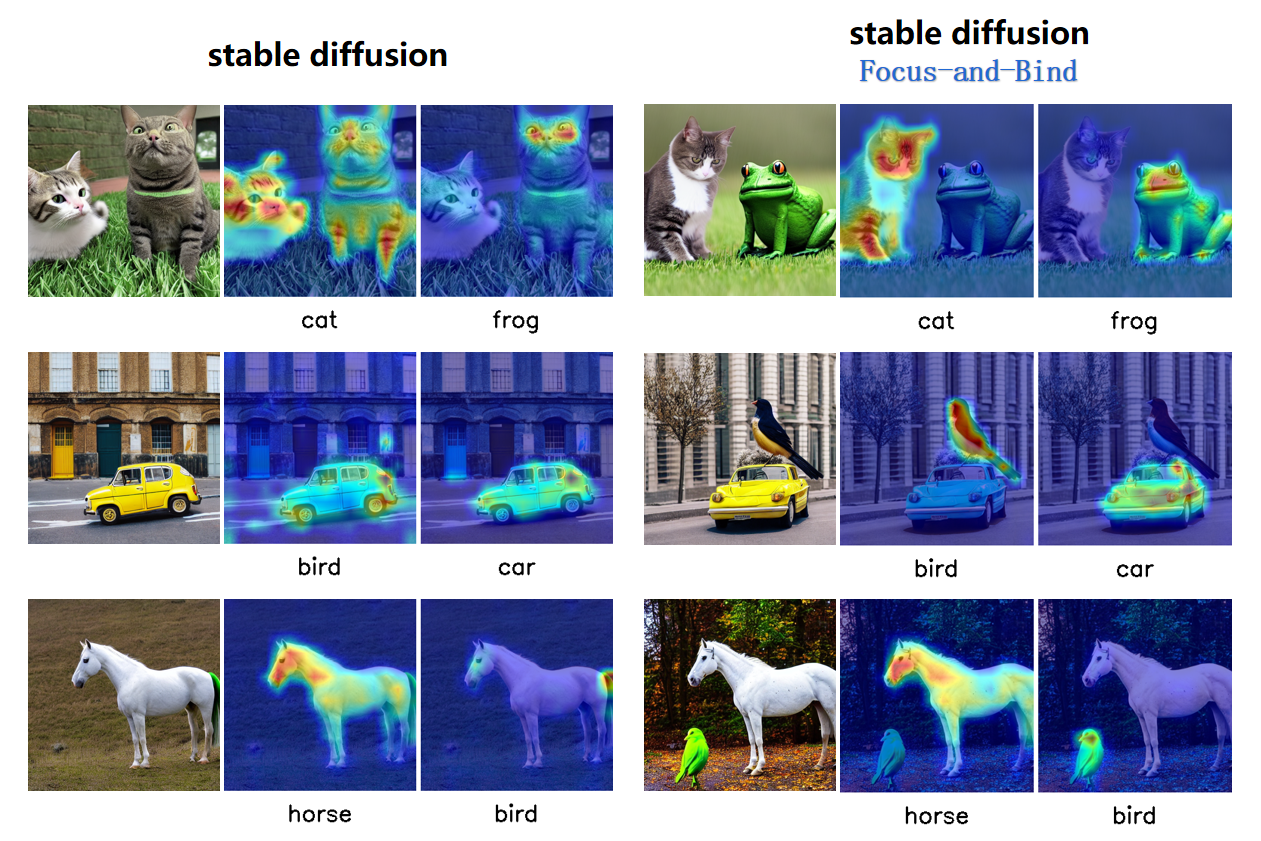 stable diffusion
stable diffusion
Focus-and-Bind
cat frog
cat frog
bird car
bird car
horse bird
horse bird